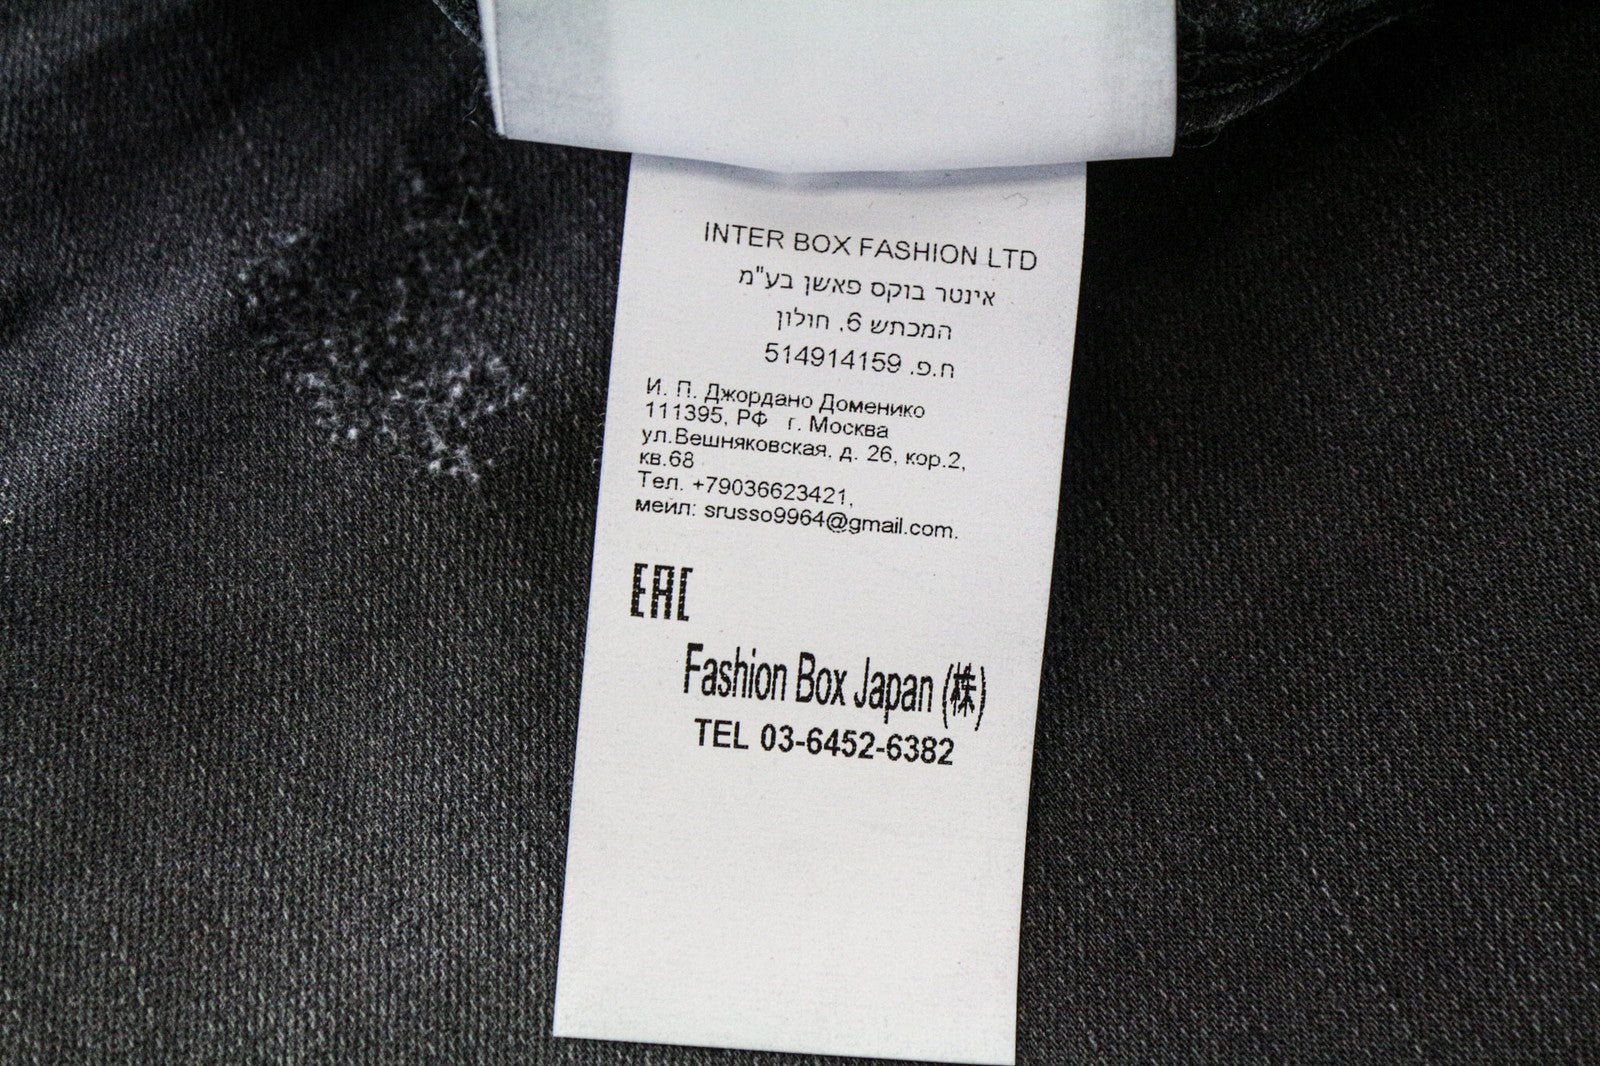 INTER BOX FASHION LTD
אינטר בוקס פאשן בע"מ
המכתש 6, חולון
ח.פ. 514914159
И. П. Джордано Доменико
111395, РФ г. Москва
ул.Вешняковская, д. 26, кор.2,
кв.68
Тел. +79036623421,
мейл: srusso9964@gmail.com.
EAC
Fashion Box Japan (株)
TEL 03-6452-6382